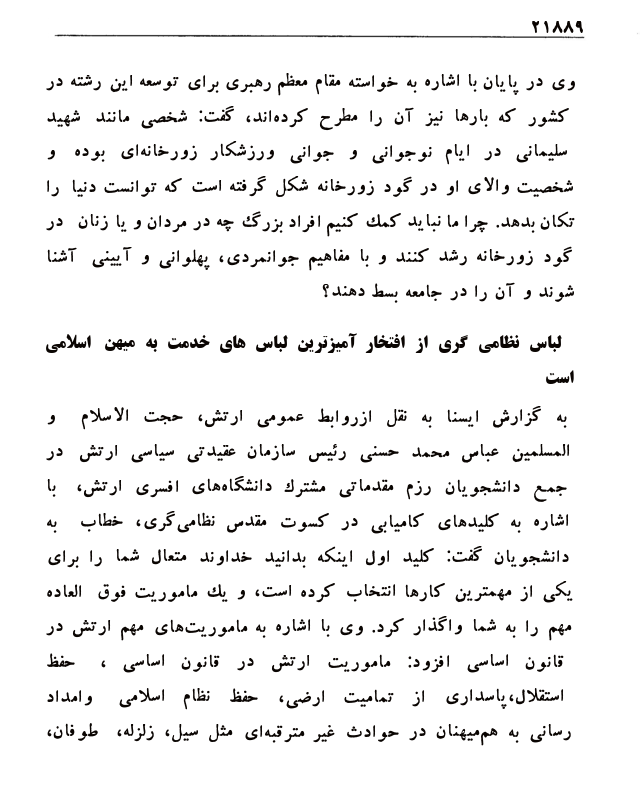 ۲۱۸۸۹
وی در پایان با اشاره به خواسته مقام معظم رهبری برای توسعه این رشته در
کشور که بارها نیز آن را مطرح کرده‌اند، گفت: شخصی مانند شهید
سلیمانی در ایام نوجوانی و جوانی ورزشکار زورخانه‌ای بوده و
شخصیت والای او در گود زورخانه شکل گرفته است که توانست دنیا را
تکان بدهد. چرا ما نباید کمک کنیم افراد بزرگ چه در مردان و یا زنان در
گود زورخانه رشد کنند و با مفاهیم جوانمردی، پهلوانی و آیینی آشنا
شوند و آن را در جامعه بسط دهند؟
لباس نظامی گری از افتخار آمیزترین لباس های خدمت به میهن اسلامی
است
به گزارش ایسنا به نقل ازروابط عمومی ارتش، حجت الاسلام و
المسلمین عباس محمد حسنی رئیس سازمان عقیدتی سیاسی ارتش در
جمع دانشجویان رزم مقدماتی مشترك دانشگاه‌های افسری ارتش، با
اشاره به کلیدهای کامیابی در کسوت مقدس نظامی‌گری، خطاب به
دانشجویان گفت: کلید اول اینکه بدانید خداوند متعال شما را برای
یکی از مهمترین کارها انتخاب کرده است، و یك ماموریت فوق العاده
مهم را به شما واگذار کرد. وی با اشاره به ماموریت‌های مهم ارتش در
قانون اساسی افزود: ماموریت ارتش در قانون اساسی ، حفظ
استقلال،پاسداری از تمامیت ارضی، حفظ نظام اسلامی وامداد
رسانی به هم‌میهنان در حوادث غیر مترقبه‌ای مثل سیل، زلزله، طوفان،